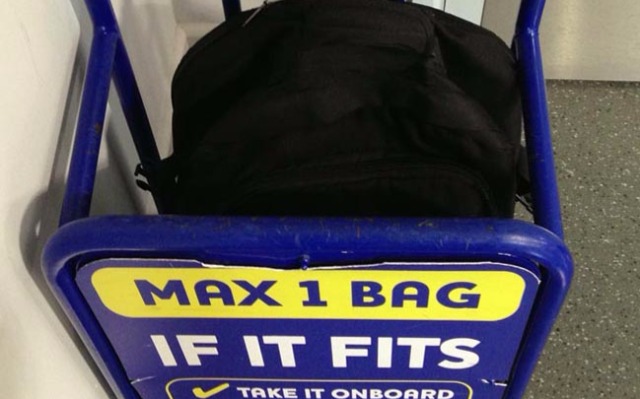 MAX 1 BAG
IF IT FITS
TAKE IT ONBOARD